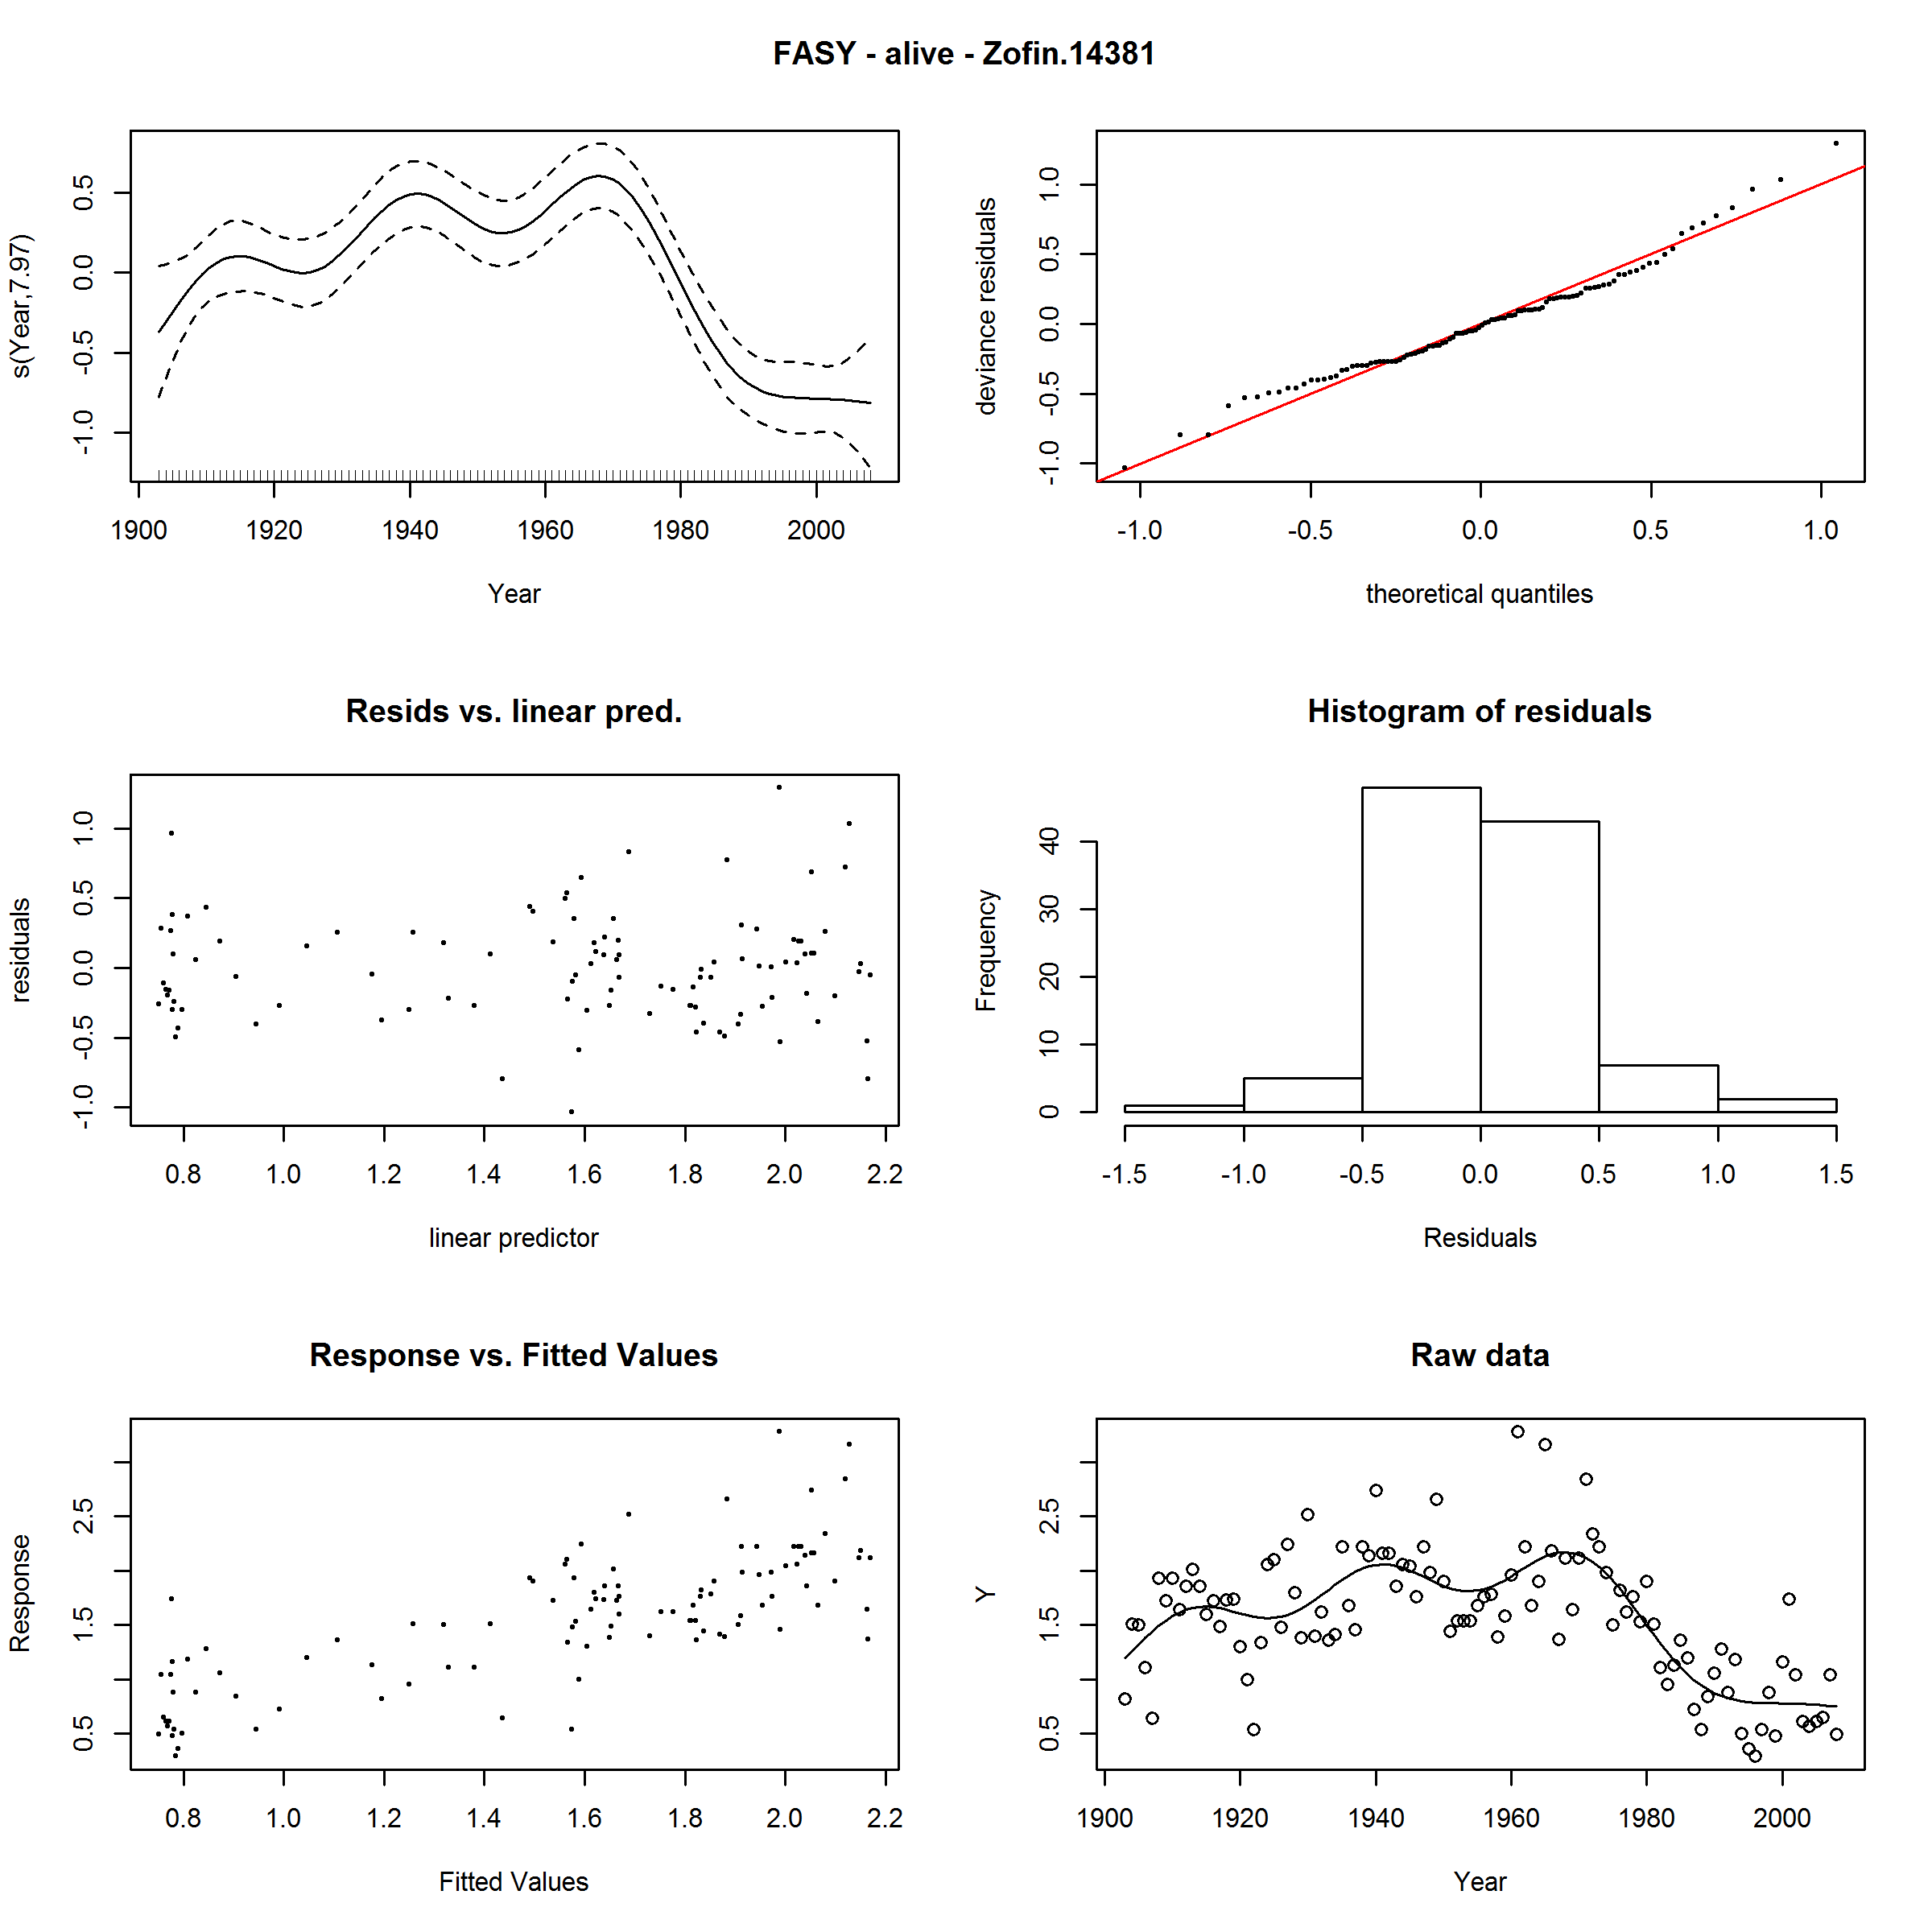 FASY - alive - Zofin.14381
s(Year,7.97)
0.5
0.0
-0.5
-1.0
1900 1920 1940 1960 1980 2000
Year
deviance residuals
1.0
0.5
0.0
-0.5
-1.0
-1.0 -0.5 0.0 0.5 1.0
theoretical quantiles
Resids vs. linear pred.
residuals
1.0
0.5
0.0
-0.5
-1.0
0.8 1.0 1.2 1.4 1.6 1.8 2.0 2.2
linear predictor
Histogram of residuals
Frequency
40
30
20
10
0
-1.5 -1.0 -0.5 0.0 0.5 1.0 1.5
Residuals
Response vs. Fitted Values
Response
2.5
1.5
0.5
0.8 1.0 1.2 1.4 1.6 1.8 2.0 2.2
Fitted Values
Raw data
Y
2.5
1.5
0.5
1900 1920 1940 1960 1980 2000
Year